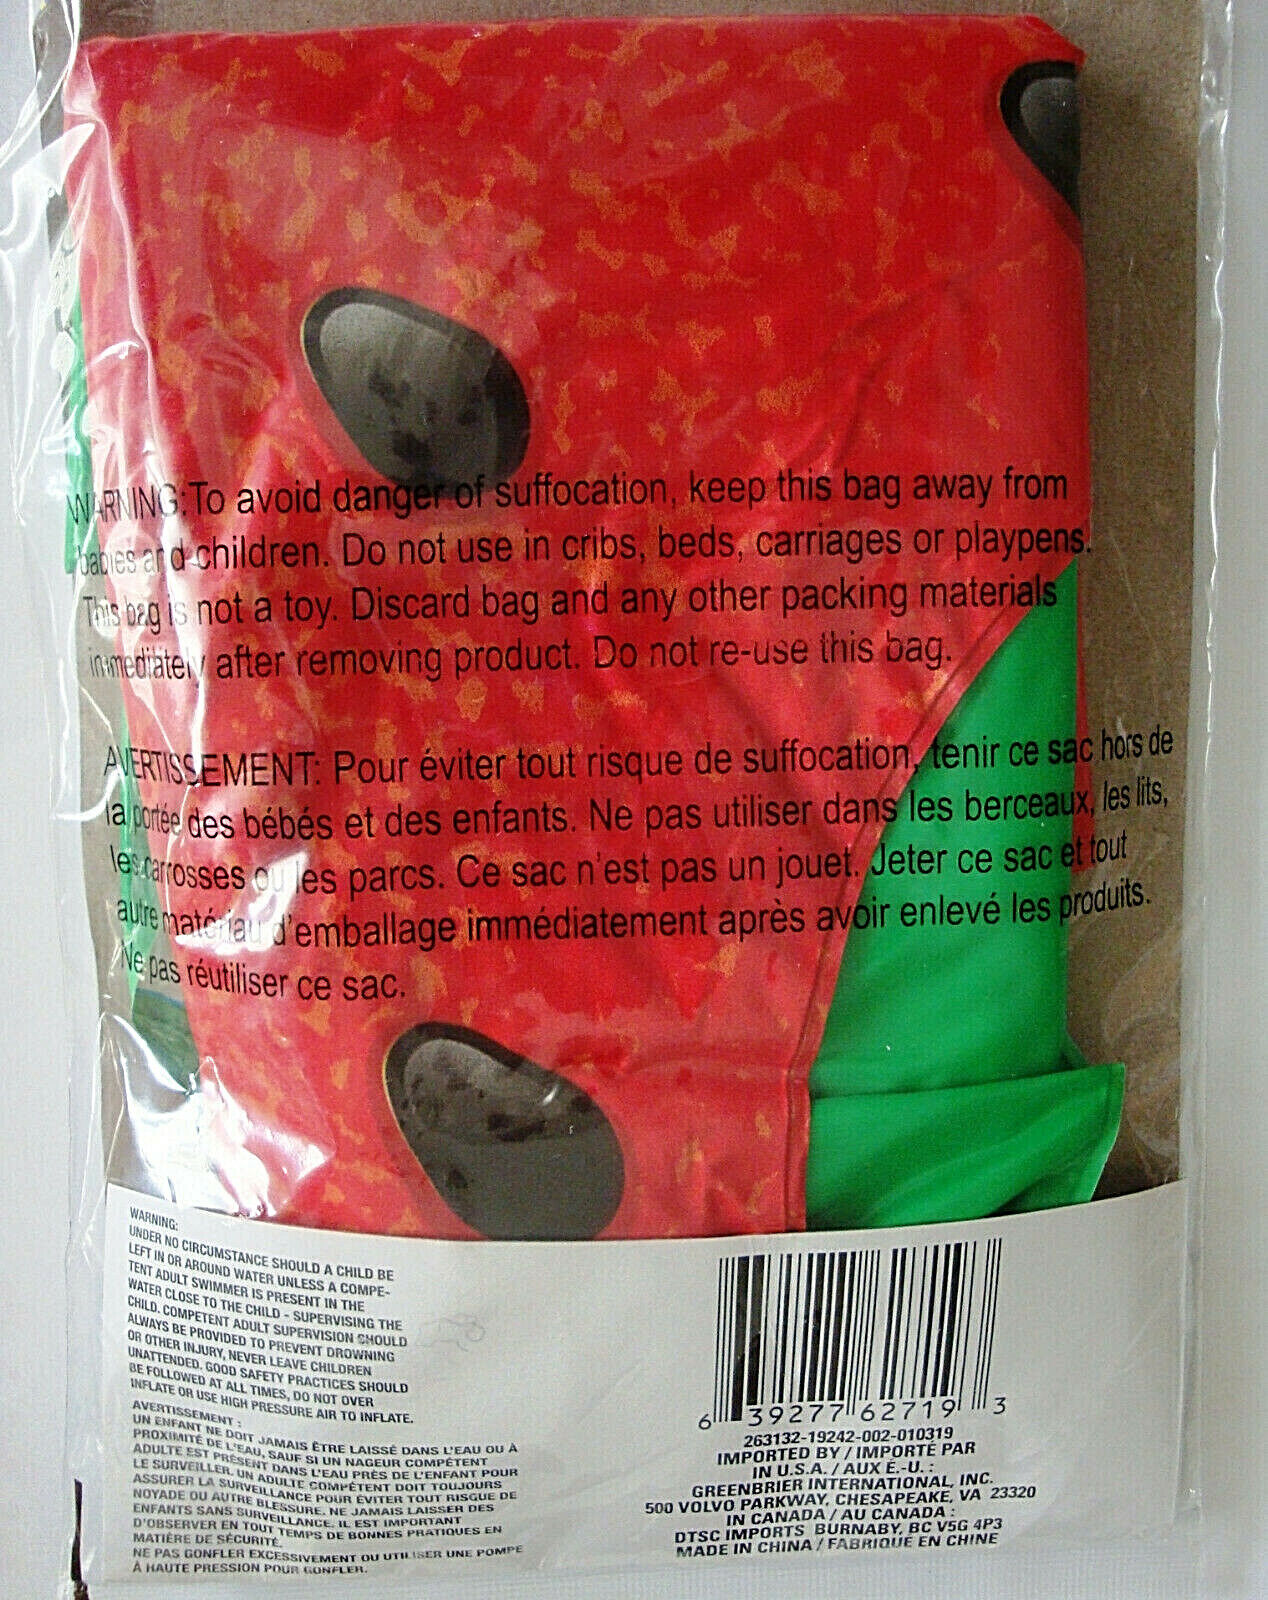 WARNING: To avoid danger of suffocation, keep this bag away from
babies and children. Do not use in cribs, beds, carriages or playpens.
This bag is not a toy. Discard bag and any other packing materials
immediately after removing product. Do not re-use this bag.
AVERTISSEMENT: Pour éviter tout risque de suffocation, tenir ce sac hors de
la portée des bébés et des enfants. Ne pas utiliser dans les berceaux, les lits,
les carrosses ou les parcs. Ce sac n'est pas un jouet. Jeter ce sac et tout
autre matériau d'emballage immédiatement après avoir enlevé les produits.
Ne pas réutiliser ce sac.
WARNING:
UNDER NO CIRCUMSTANCE SHOULD A CHILD BE
LEFT IN OR AROUND WATER UNLESS A COMPE-
TENT ADULT SWIMMER IS PRESENT IN THE
WATER CLOSE TO THE CHILD - SUPERVISING THE
CHILD. COMPETENT ADULT SUPERVISION SHOULD
ALWAYS BE PROVIDED TO PREVENT DROWNING
OR OTHER INJURY, NEVER LEAVE CHILDREN
UNATTENDED. GOOD SAFETY PRACTICES SHOULD
BE FOLLOWED AT ALL TIMES, DO NOT OVER
INFLATE OR USE HIGH PRESSURE AIR TO INFLATE.
AVERTISSEMENT :
UN ENFANT NE DOIT JAMAIS ÊTRE LAISSÉ DANS L'EAU OU À
PROXIMITÉ DE L'EAU, SAUF SI UN NAGEUR COMPÉTENT
ADULTE EST PRÉSENT DANS L'EAU PRÈS DE L'ENFANT POUR
LE SURVEILLER. UN ADULTE COMPÉTENT DOIT TOUJOURS
ASSURER LA SURVEILLANCE POUR ÉVITER TOUT RISQUE DE
NOYADE OU AUTRE BLESSURE. NE JAMAIS LAISSER DES
ENFANTS SANS SURVEILLANCE. IL EST IMPORTANT
D'OBSERVER EN TOUT TEMPS DE BONNES PRATIQUES EN
MATIÈRE DE SÉCURITÉ.
NE PAS GONFLER EXCESSIVEMENT OU UTILISER UNE POMPE
À HAUTE PRESSION POUR GONFLER.
6 39277 62719 3
263132-19242-002-010319
IMPORTED BY / IMPORTÉ PAR
IN U.S.A. / AUX É.-U. :
GREENBRIER INTERNATIONAL, INC.
500 VOLVO PARKWAY, CHESAPEAKE, VA 23320
IN CANADA / AU CANADA :
DTSC IMPORTS BURNABY, BC V5G 4P3
MADE IN CHINA / FABRIQUÉ EN CHINE